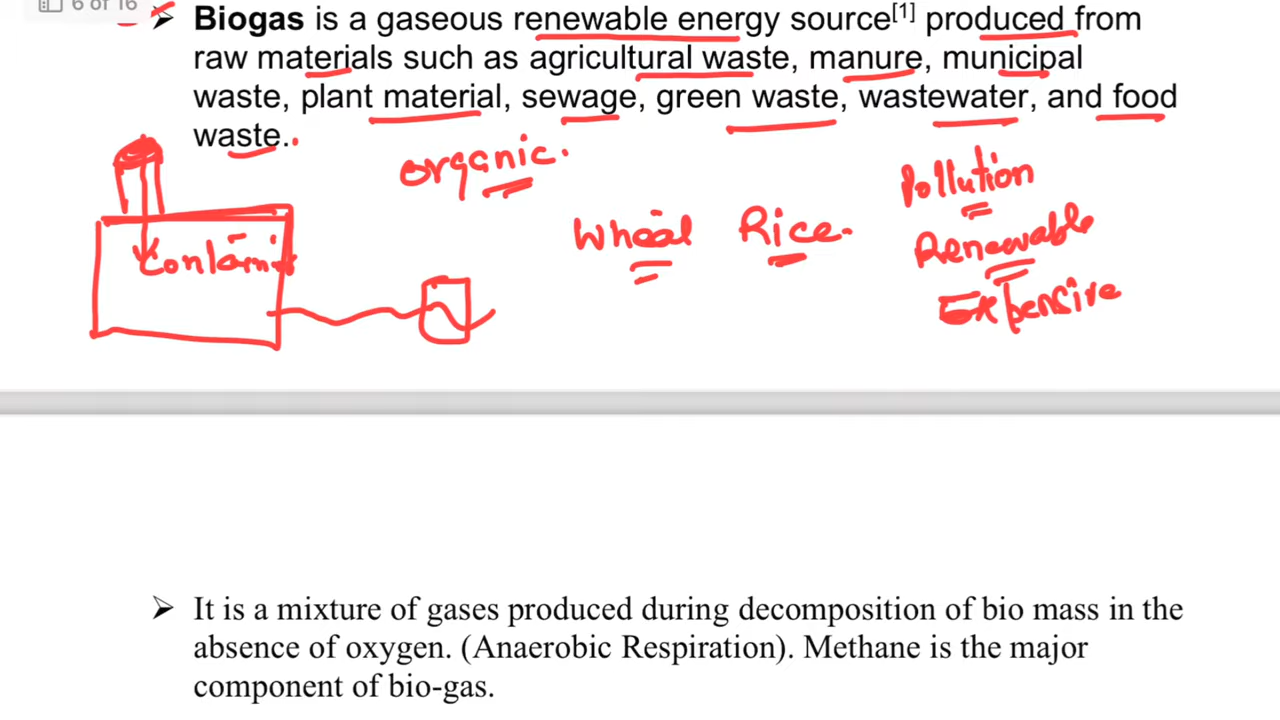 6 of 16
➤ Biogas is a gaseous renewable energy source[1] produced from
raw materials such as agricultural waste, manure, municipal
waste, plant material, sewage, green waste, wastewater, and food
waste.
organic.
Pollution
Wheat Rice.
Renewable
Expensive
➤ It is a mixture of gases produced during decomposition of bio mass in the
absence of oxygen. (Anaerobic Respiration). Methane is the major
component of bio-gas.